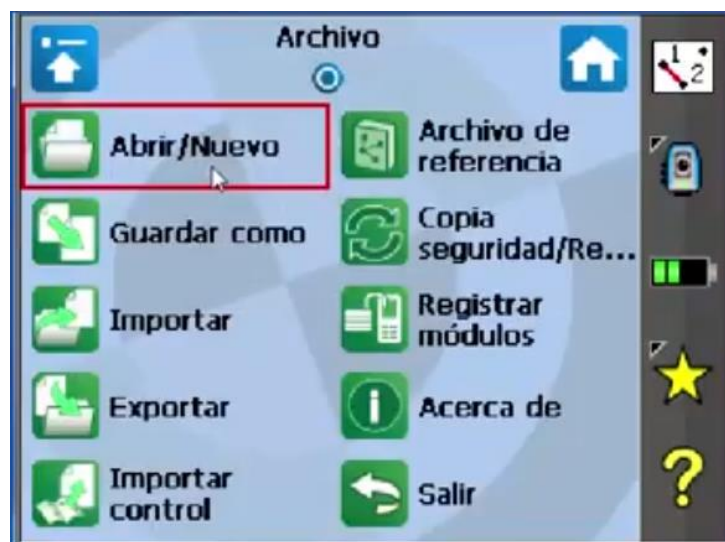 Archivo
1
2
Abrir/Nuevo
Archivo de
referencia
Guardar como
Copia
seguridad/Re...
Importar
Registrar
módulos
Exportar
Acerca de
Importar
control
Salir
?